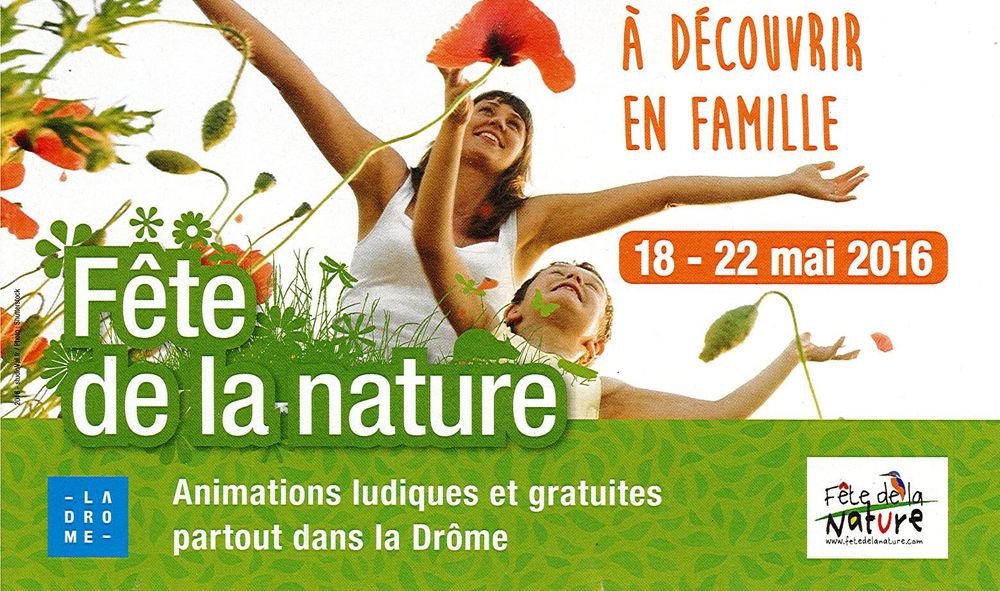 À DÉCOUVRIR
EN FAMILLE
18 - 22 mai 2016
Fête
de la nature
- LA
DRO
ME -
Animations ludiques et gratuites
partout dans la Drôme
Fête de la
Nature
www.fetedelanature.com